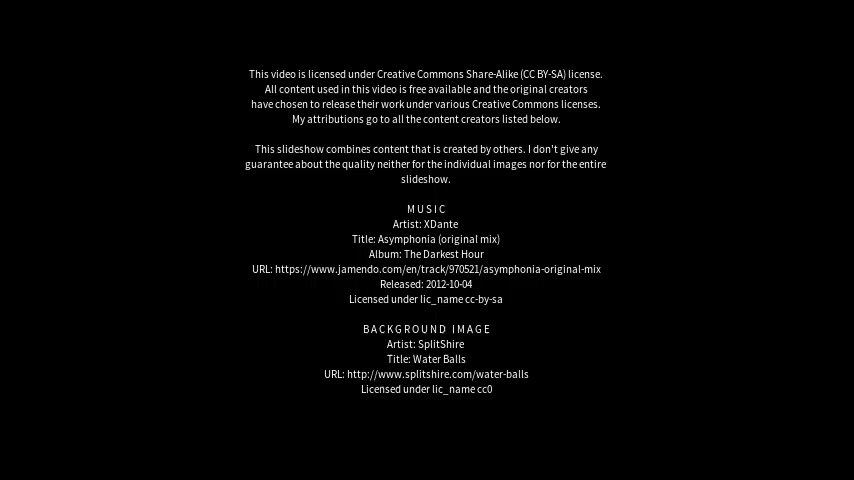 This video is licensed under Creative Commons Share-Alike (CC BY-SA) license.
All content used in this video is free available and the original creators
have chosen to release their work under various Creative Commons licenses.
My attributions go to all the content creators listed below.
This slideshow combines content that is created by others. I don't give any
guarantee about the quality neither for the individual images nor for the entire
slideshow.
MUSIC
Artist: XDante
Title: Asymphonia (original mix)
Album: The Darkest Hour
URL: https://www.jamendo.com/en/track/970521/asymphonia-original-mix
Released: 2012-10-04
Licensed under lic_name cc-by-sa
BACKGROUND IMAGE
Artist: SplitShire
Title: Water Balls
URL: http://www.splitshire.com/water-balls
Licensed under lic_name cc0